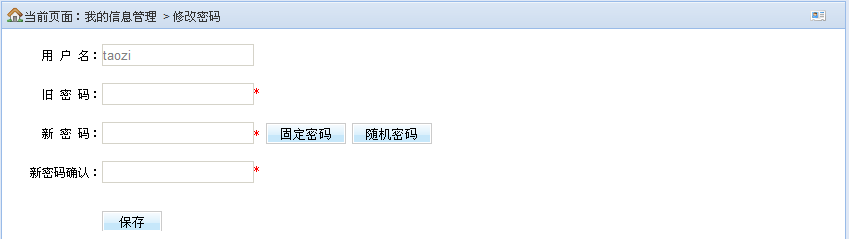 当前页面：我的信息管理 > 修改密码
用 户 名： taozi
旧 密 码： *
新 密 码： * 固定密码 随机密码
新密码确认： *
保存